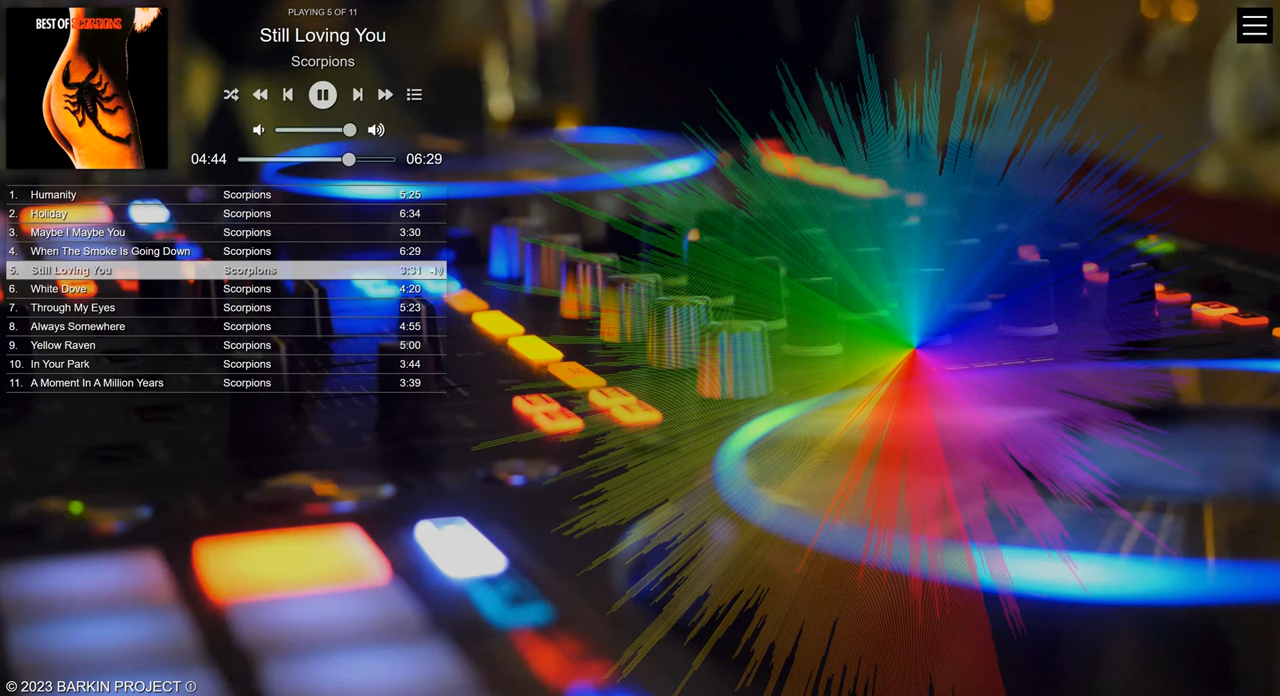 BEST OF SCORPIONS
PLAYING 5 OF 11
Still Loving You
Scorpions
04:44 06:29
1. Humanity Scorpions 5:25
2. Holiday Scorpions 6:34
3. Maybe I Maybe You Scorpions 3:30
4. When The Smoke Is Going Down Scorpions 6:29
5. Still Loving You Scorpions 3:31
6. White Dove Scorpions 4:20
7. Through My Eyes Scorpions 5:23
8. Always Somewhere Scorpions 4:55
9. Yellow Raven Scorpions 5:00
10. In Your Park Scorpions 3:44
11. A Moment In A Million Years Scorpions 3:39
© 2023 BARKIN PROJECT